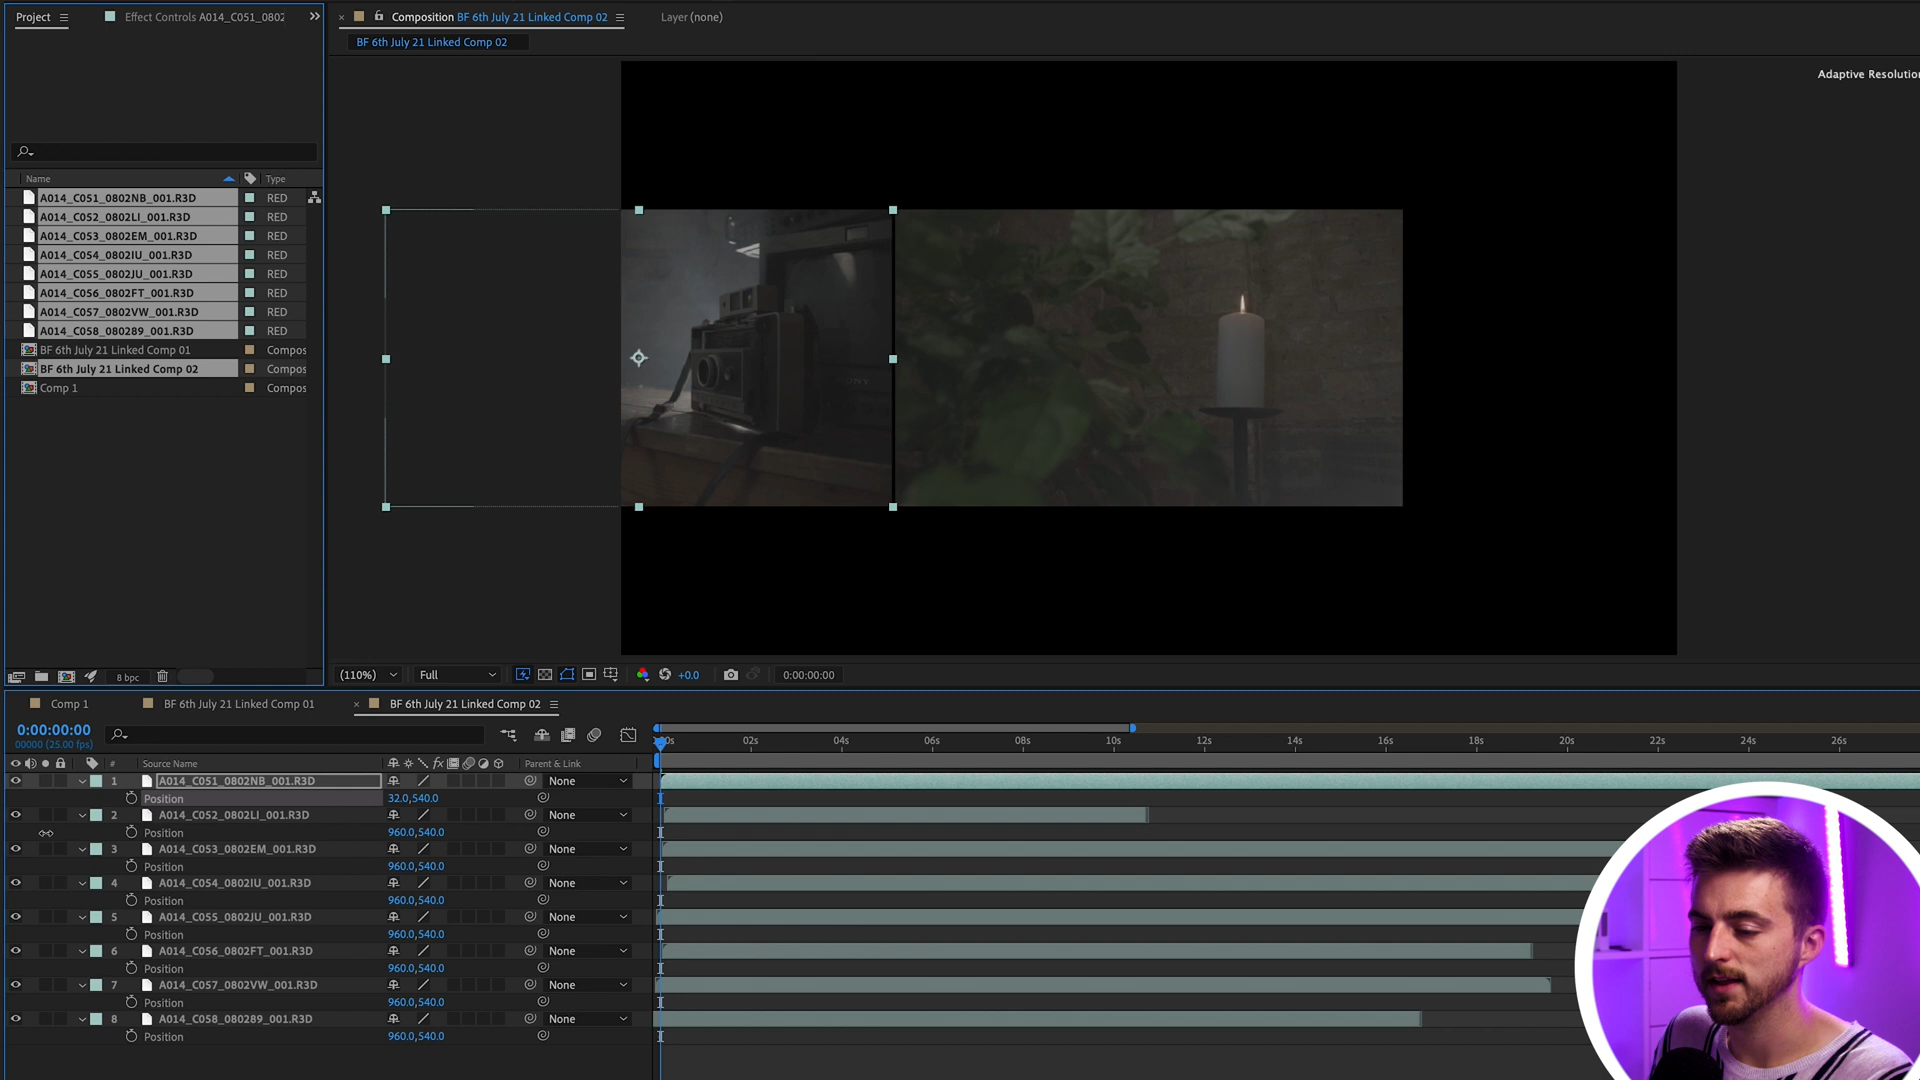 Project
Effect Controls A014_C051_0802
Composition BF 6th July 21 Linked Comp 02
Layer (none)
BF 6th July 21 Linked Comp 02
Adaptive Resolution
Name Type
A014_C051_0802NB_001.R3D RED
A014_C052_0802LI_001.R3D RED
A014_C053_0802EM_001.R3D RED
A014_C054_0802IU_001.R3D RED
A014_C055_0802JU_001.R3D RED
A014_C056_0802FT_001.R3D RED
A014_C057_0802VW_001.R3D RED
A014_C058_080289_001.R3D RED
BF 6th July 21 Linked Comp 01 Compos
BF 6th July 21 Linked Comp 02 Compos
Comp 1 Compos
SONY
8 bpc
(110%) Full +0.0 0:00:00:00
Comp 1 BF 6th July 21 Linked Comp 01 BF 6th July 21 Linked Comp 02
0:00:00:00
00000 (25.00 fps)
:00s 02s 04s 06s 08s 10s 12s 14s 16s 18s 20s 22s 24s 26s
# Source Name fx Parent & Link
1 A014_C051_0802NB_001.R3D None
Position 32.0,540.0
2 A014_C052_0802LI_001.R3D None
Position 960.0,540.0
3 A014_C053_0802EM_001.R3D None
Position 960.0,540.0
4 A014_C054_0802IU_001.R3D None
Position 960.0,540.0
5 A014_C055_0802JU_001.R3D None
Position 960.0,540.0
6 A014_C056_0802FT_001.R3D None
Position 960.0,540.0
7 A014_C057_0802VW_001.R3D None
Position 960.0,540.0
8 A014_C058_080289_001.R3D None
Position 960.0,540.0